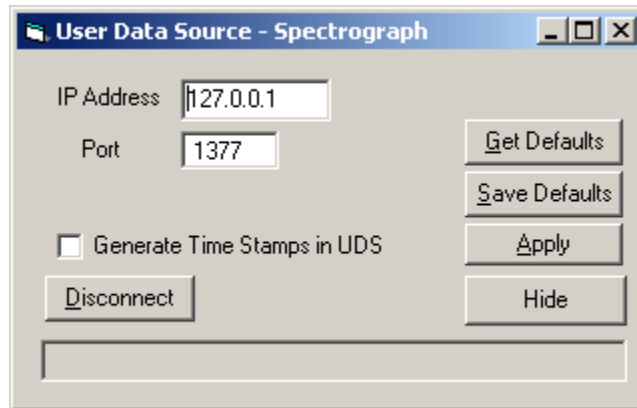 User Data Source - Spectrograph
IP Address 127.0.0.1
Port 1377
Get Defaults
Save Defaults
Generate Time Stamps in UDS
Apply
Disconnect
Hide